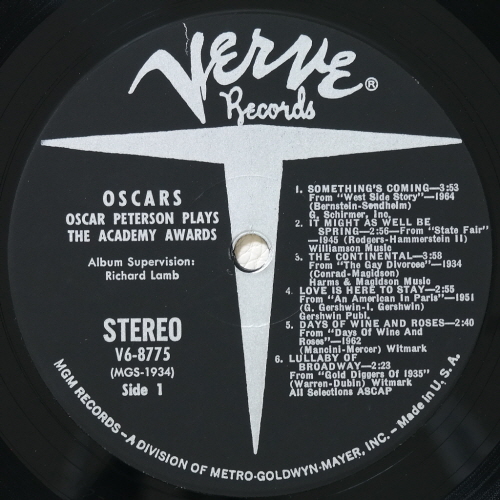 VERVE ®
Records
OSCARS
OSCAR PETERSON PLAYS
THE ACADEMY AWARDS
Album Supervision:
Richard Lamb
STEREO
V6-8775
(MGS-1934)
Side 1
1. SOMETHING'S COMING—3:53
From "West Side Story"—1964
(Bernstein-Sondheim)
G. Schirmer, Inc.
2. IT MIGHT AS WELL BE
SPRING—2:56—From "State Fair"
—1945 (Rodgers-Hammerstein II)
Williamson Music
3. THE CONTINENTAL—3:58
From "The Gay Divorcee"—1934
(Conrad-Magidson)
Harms & Magidson Music
4. LOVE IS HERE TO STAY—2:55
From "An American In Paris"—1951
(G. Gershwin-I. Gershwin)
Gershwin Publ.
5. DAYS OF WINE AND ROSES—2:40
From "Days Of Wine And
Roses"—1962
(Mancini-Mercer) Witmark
6. LULLABY OF
BROADWAY—2:23
From "Gold Diggers Of 1935"
(Warren-Dubin) Witmark
All Selections ASCAP
MGM RECORDS—A DIVISION OF METRO-GOLDWYN-MAYER, INC.—Made in U.S.A.